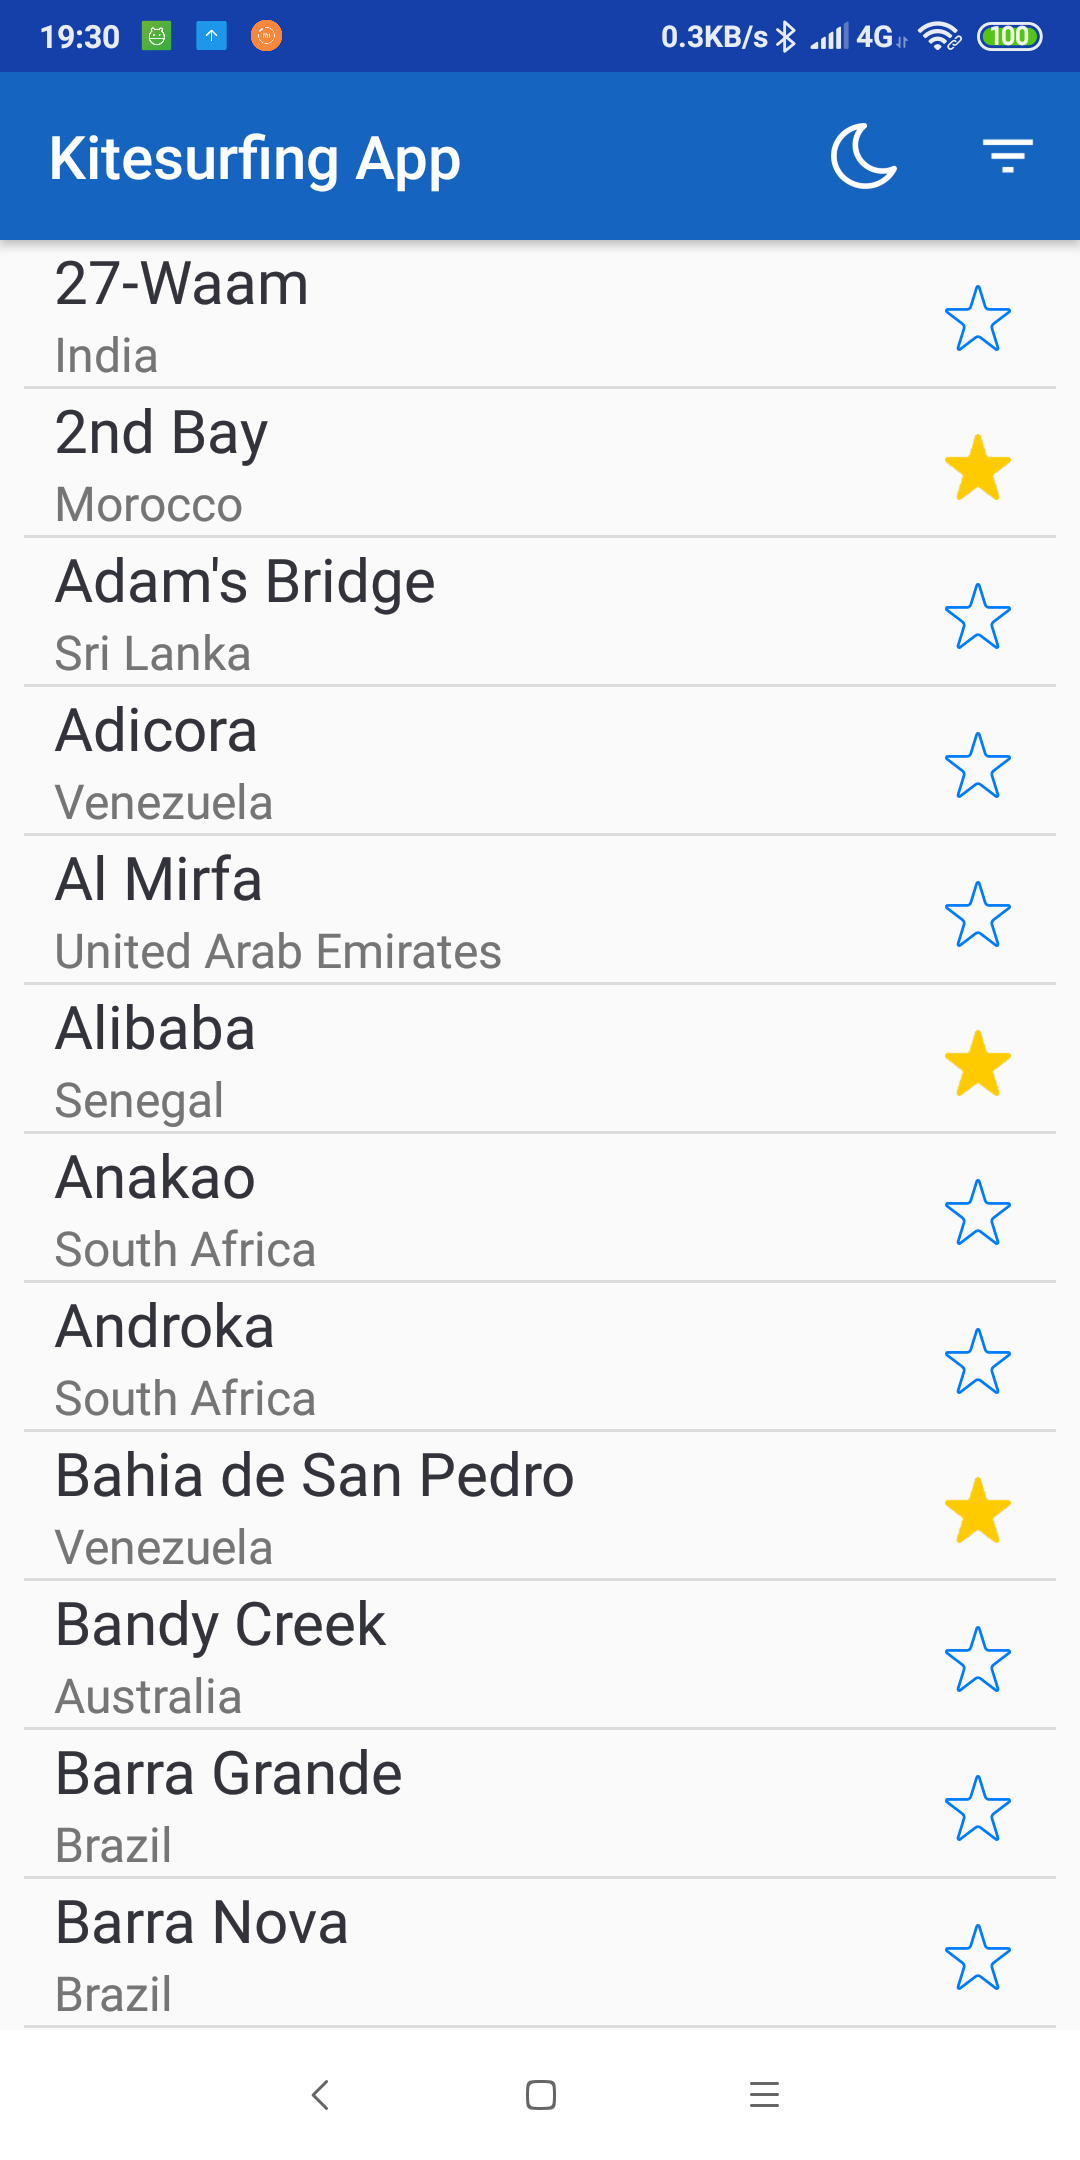 19:30 0.3KB/s 4G 100
Kitesurfing App
27-Waam
India
2nd Bay
Morocco
Adam's Bridge
Sri Lanka
Adicora
Venezuela
Al Mirfa
United Arab Emirates
Alibaba
Senegal
Anakao
South Africa
Androka
South Africa
Bahia de San Pedro
Venezuela
Bandy Creek
Australia
Barra Grande
Brazil
Barra Nova
Brazil